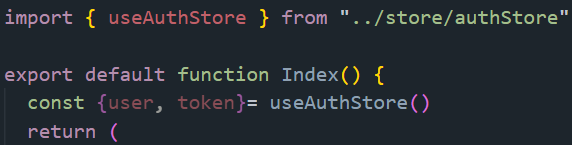 import { useAuthStore } from "../store/authStore"
export default function Index() {
const {user, token}= useAuthStore()
return (